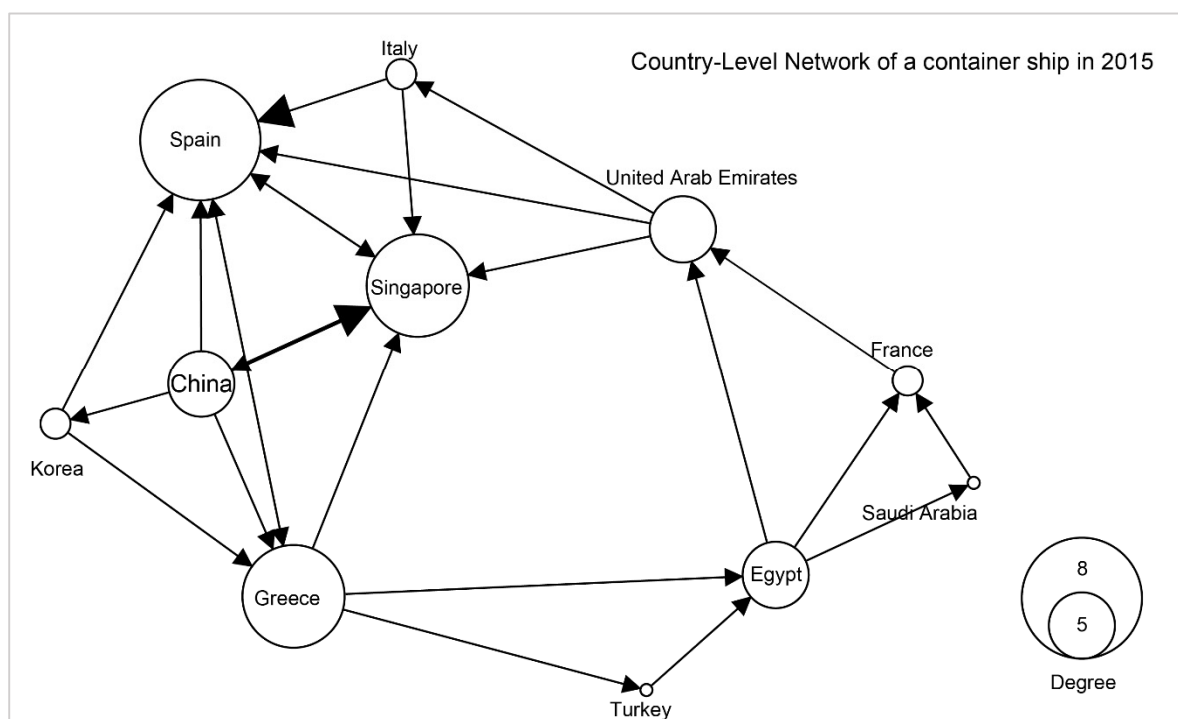 Italy
Country-Level Network of a container ship in 2015
Spain
United Arab Emirates
Singapore
France
China
Korea
Saudi Arabia
Egypt
8
Greece
5
Degree
Turkey